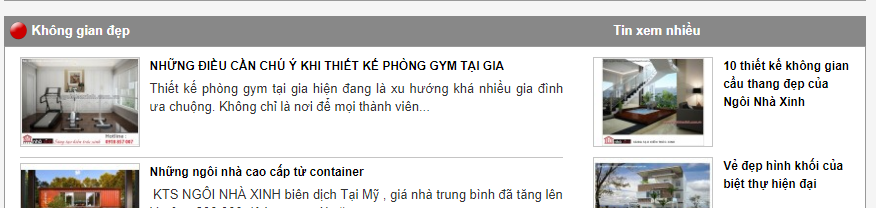 Không gian đẹp
Tin xem nhiều
NHỮNG ĐIỀU CẦN CHÚ Ý KHI THIẾT KẾ PHÒNG GYM TẠI GIA
Thiết kế phòng gym tại gia hiện đang là xu hướng khá nhiều gia đình
ưa chuộng. Không chỉ là nơi để mọi thành viên...
Những ngôi nhà cao cấp từ container
KTS NGÔI NHÀ XINH biên dịch Tại Mỹ , giá nhà trung bình đã tăng lên
10 thiết kế không gian
cầu thang đẹp của
Ngôi Nhà Xinh
Vẻ đẹp hình khối của
biệt thự hiện đại